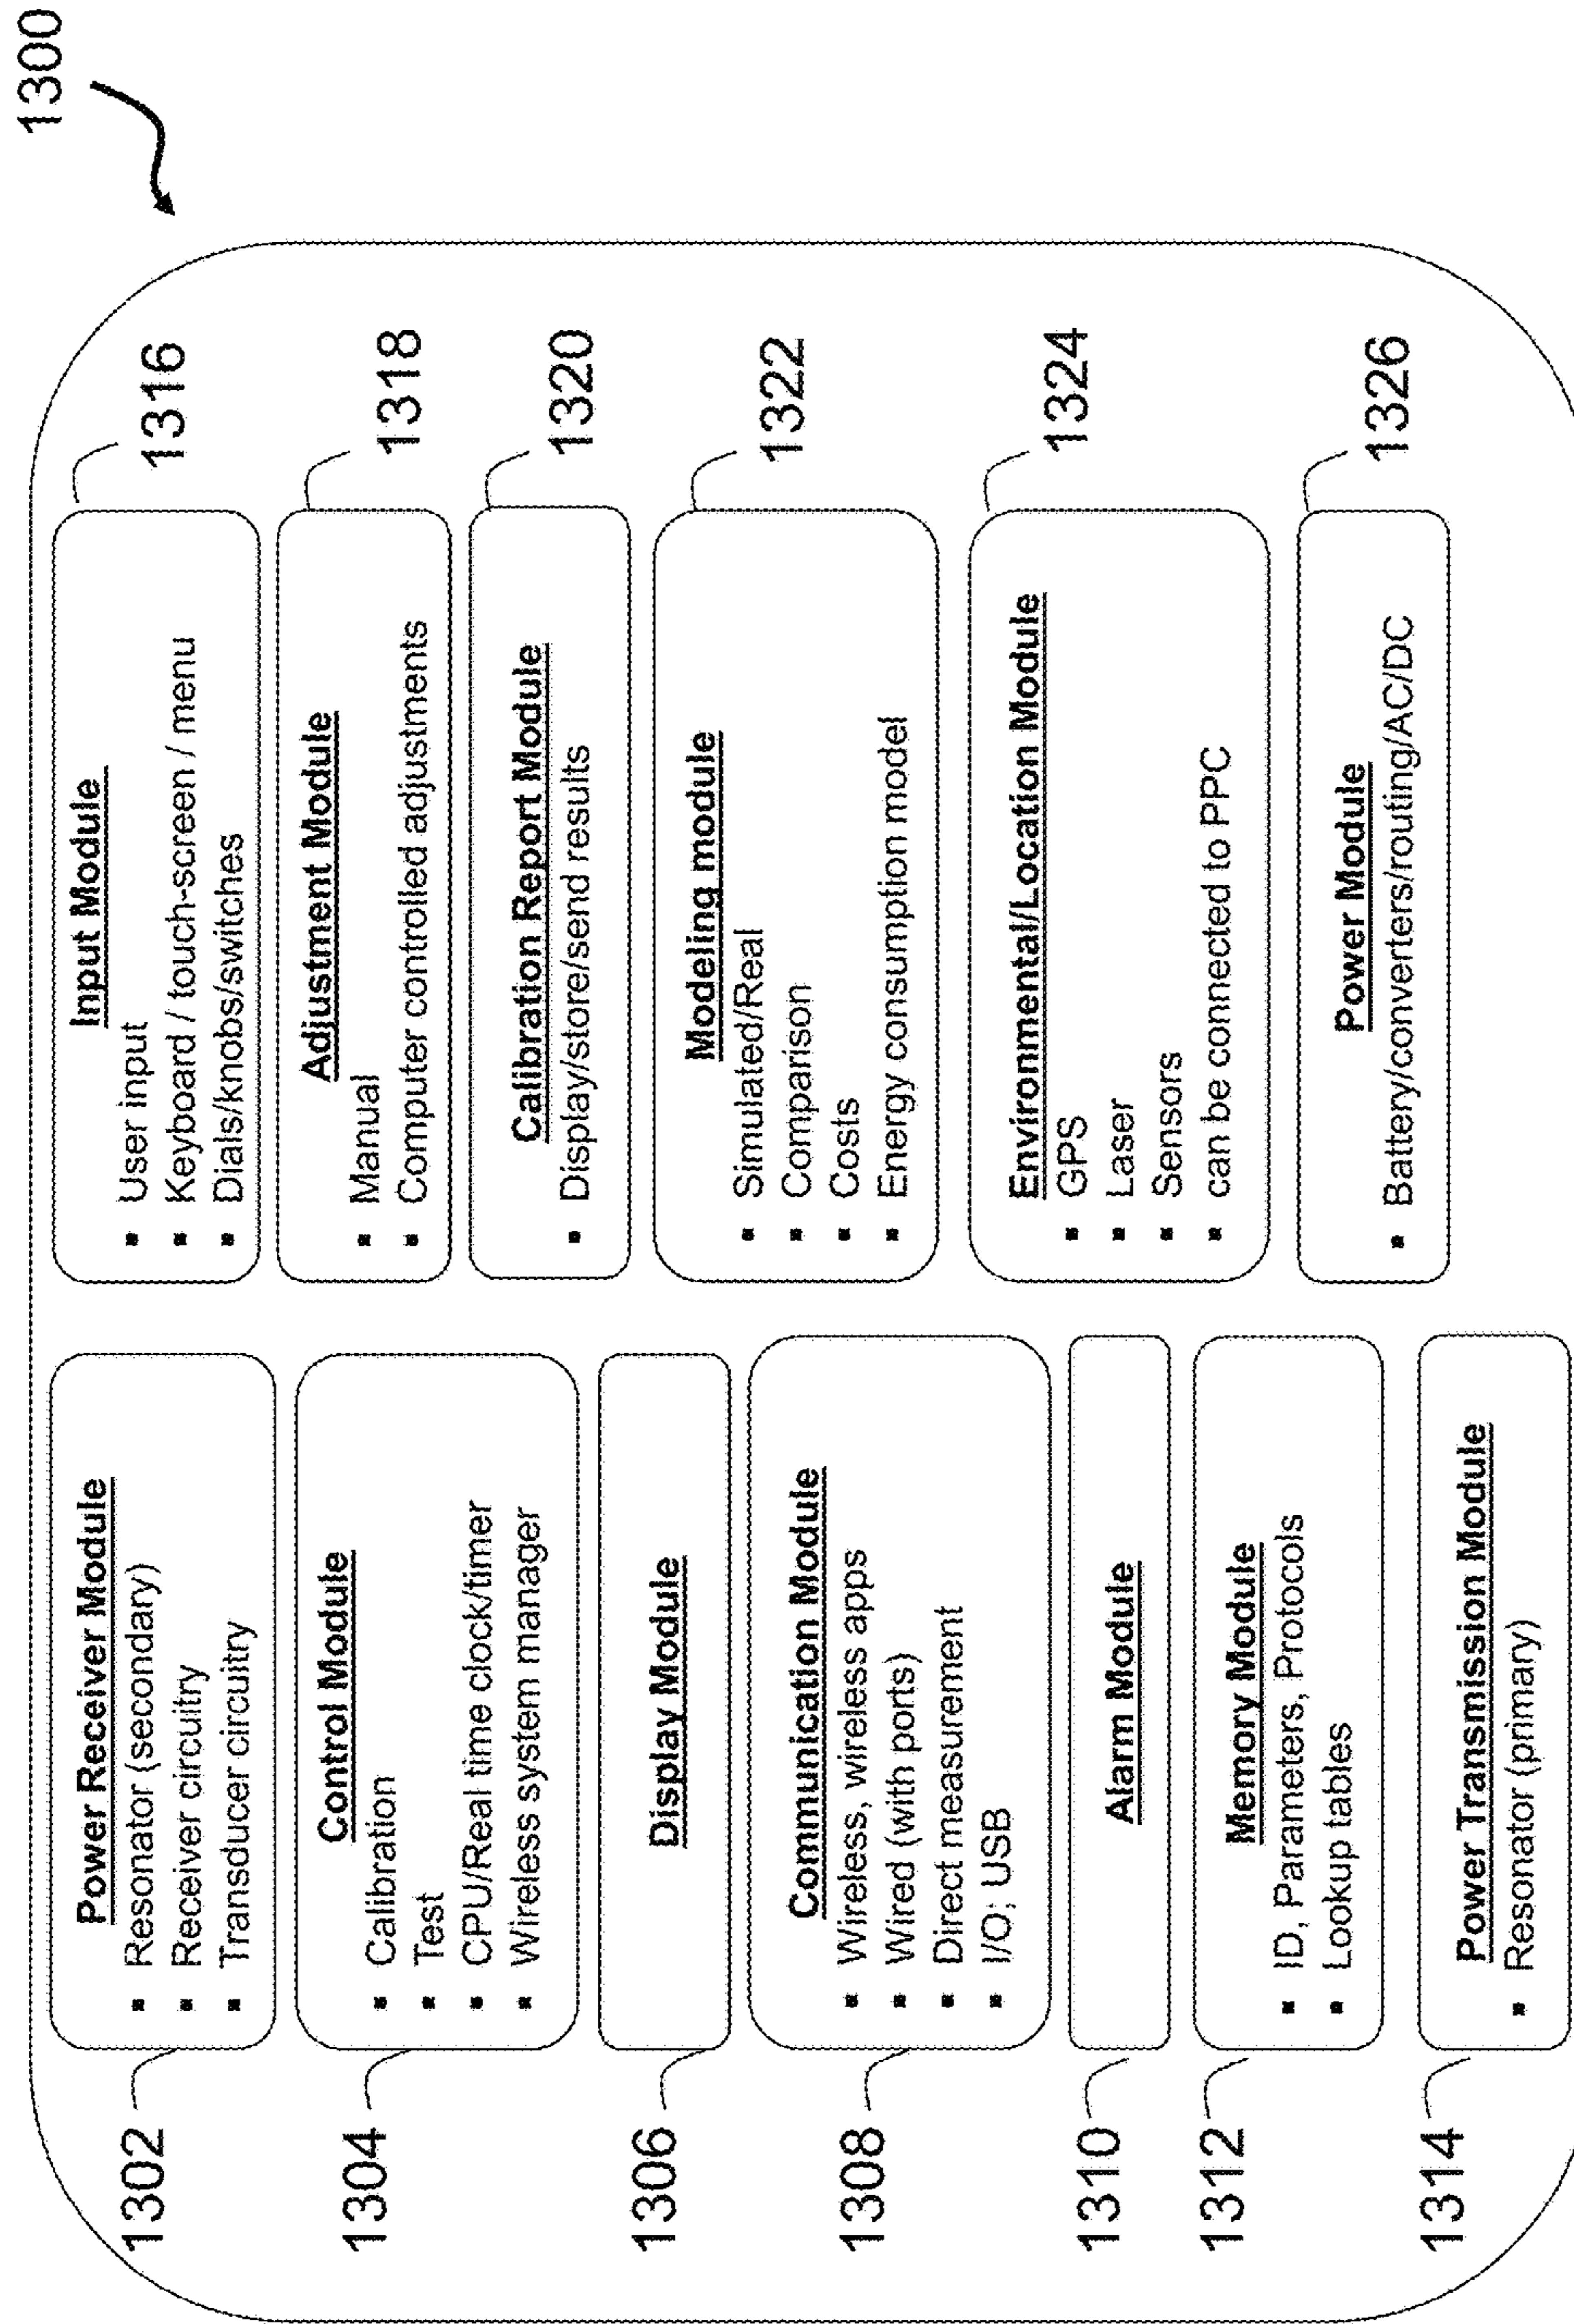 1300
1302
Power Receiver Module
▪ Resonator (secondary)
▪ Receiver circuitry
▪ Transducer circuitry
1304
Control Module
▪ Calibration
▪ Test
▪ CPU/Real time clock/timer
▪ Wireless system manager
1306
Display Module
1308
Communication Module
▪ Wireless, wireless apps
▪ Wired (with ports)
▪ Direct measurement
▪ I/O; USB
1310
Alarm Module
1312
Memory Module
▪ ID, Parameters, Protocols
▪ Lookup tables
1314
Power Transmission Module
▪ Resonator (primary)
1316
Input Module
▪ User input
▪ Keyboard / touch-screen / menu
▪ Dials/knobs/switches
1318
Adjustment Module
▪ Manual
▪ Computer controlled adjustments
1320
Calibration Report Module
▪ Display/store/send results
1322
Modeling module
▪ Simulated/Real
▪ Comparison
▪ Costs
▪ Energy consumption model
1324
Environmental/Location Module
▪ GPS
▪ Laser
▪ Sensors
▪ can be connected to PPC
1326
Power Module
▪ Battery/converters/routing/AC/DC